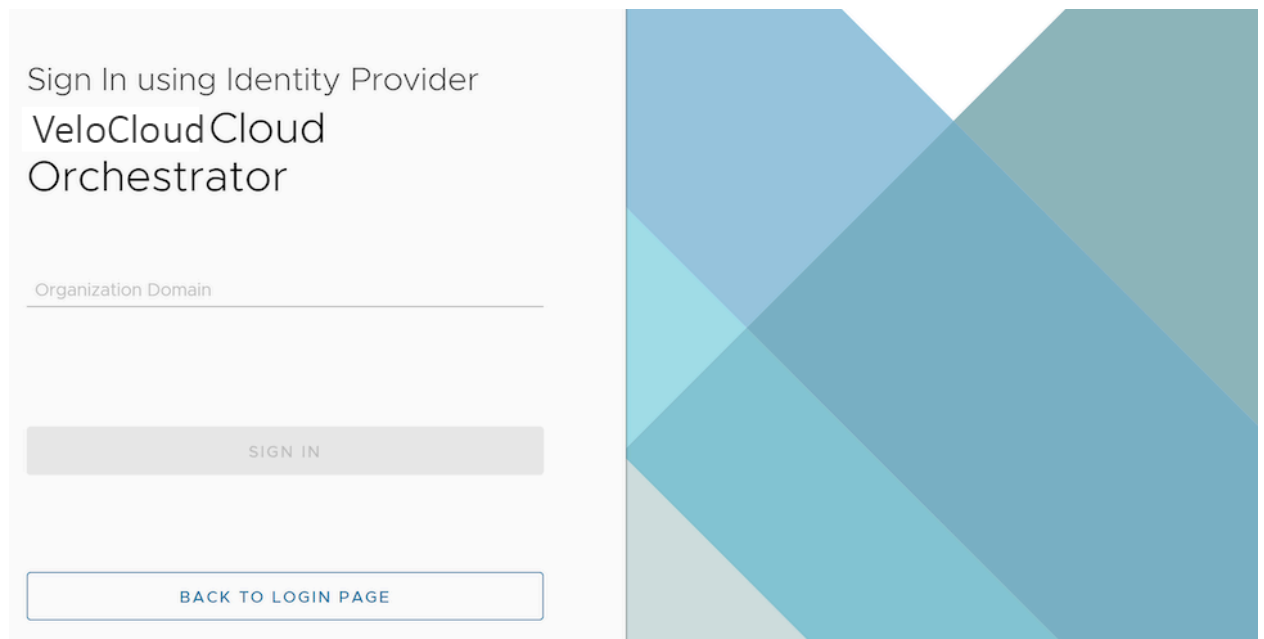 Sign In using Identity Provider
VeloCloud Cloud
Orchestrator
Organization Domain
SIGN IN
BACK TO LOGIN PAGE